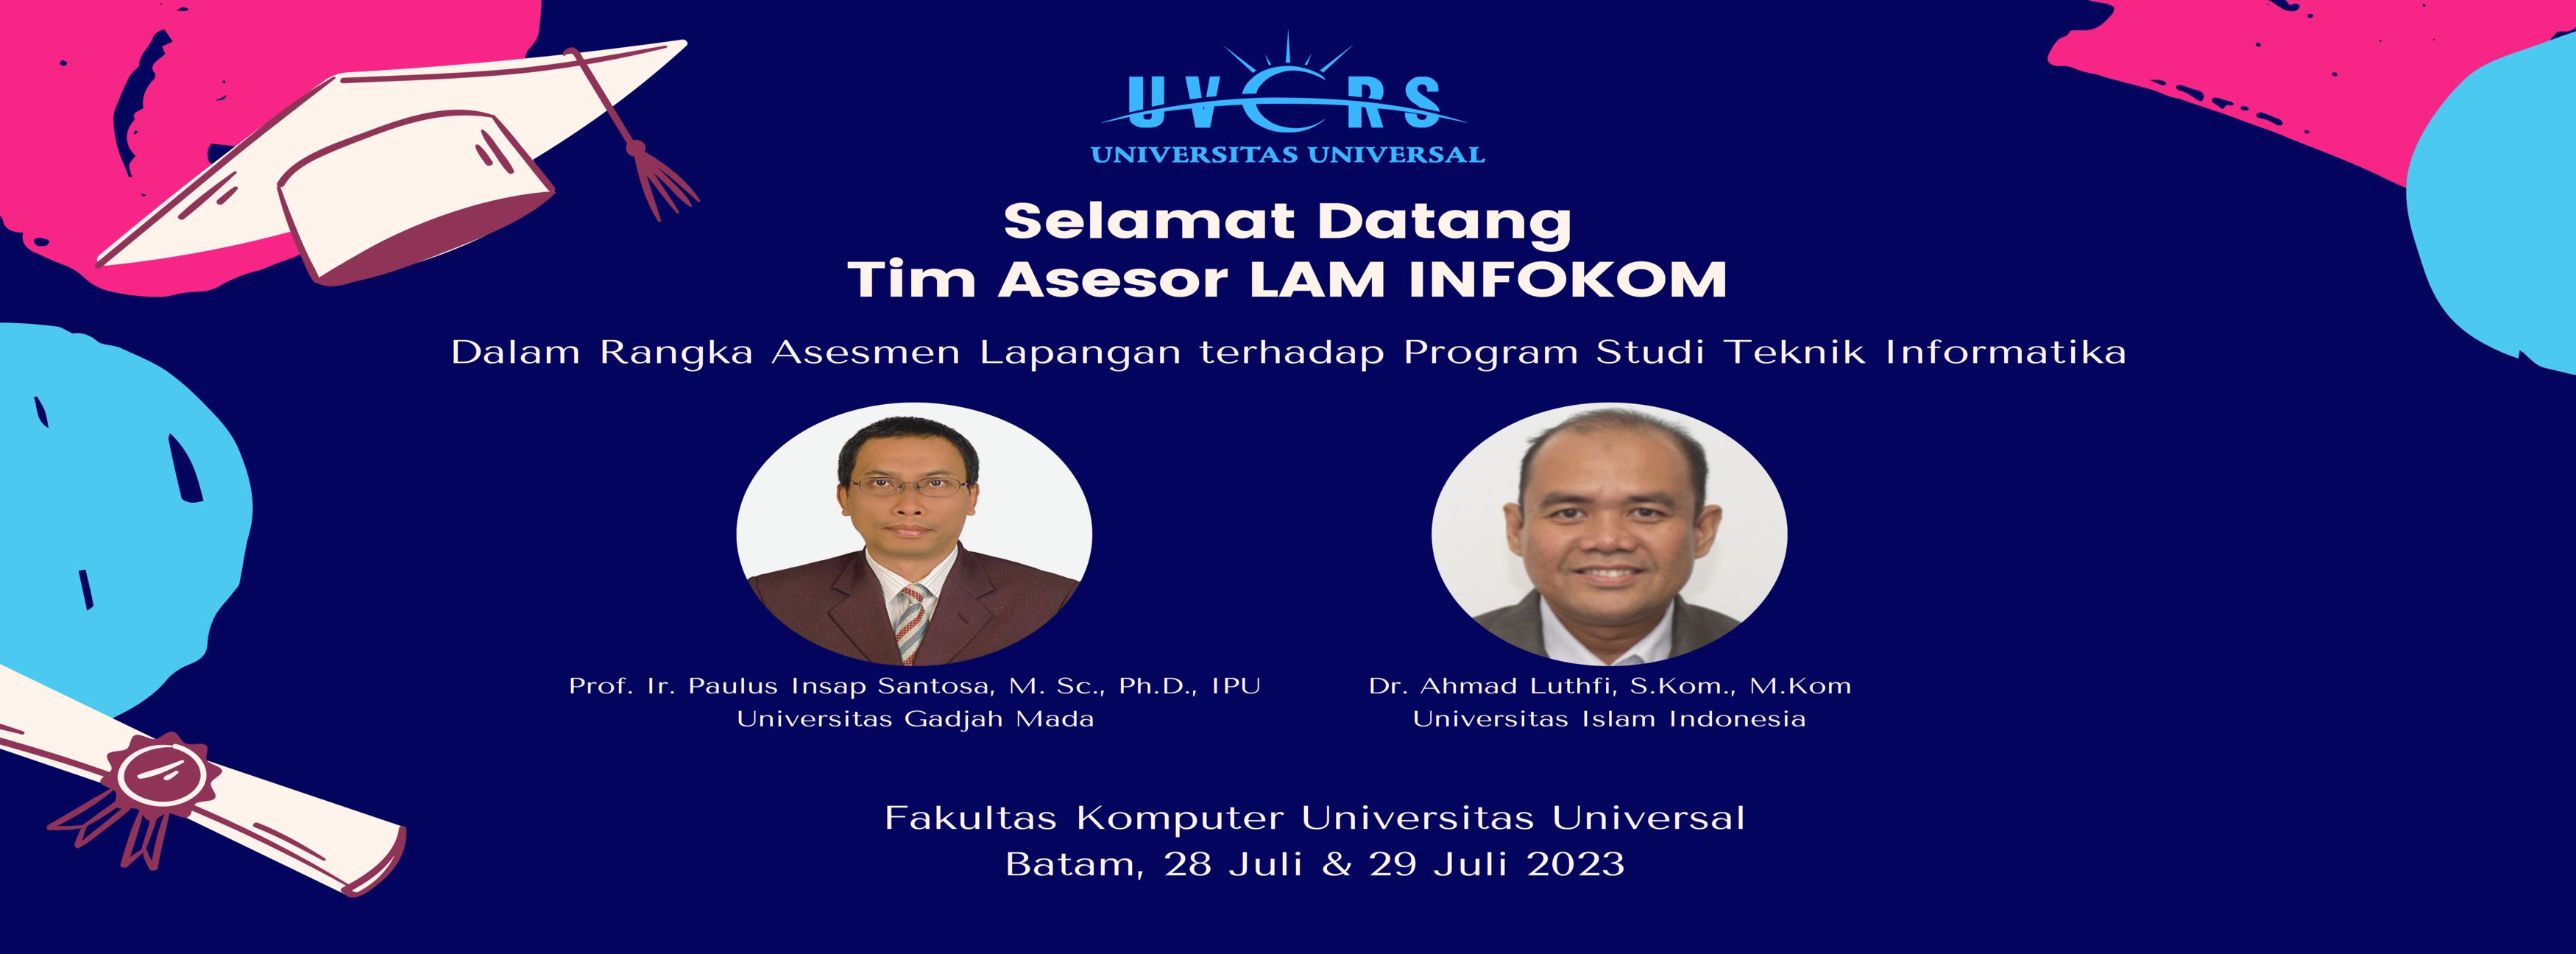 UVERS
UNIVERSITAS UNIVERSAL
Selamat Datang
Tim Asesor LAM INFOKOM
Dalam Rangka Asesmen Lapangan terhadap Program Studi Teknik Informatika
Prof. Ir. Paulus Insap Santosa, M. Sc., Ph.D., IPU
Universitas Gadjah Mada
Dr. Ahmad Luthfi, S.Kom., M.Kom
Universitas Islam Indonesia
Fakultas Komputer Universitas Universal
Batam, 28 Juli & 29 Juli 2023